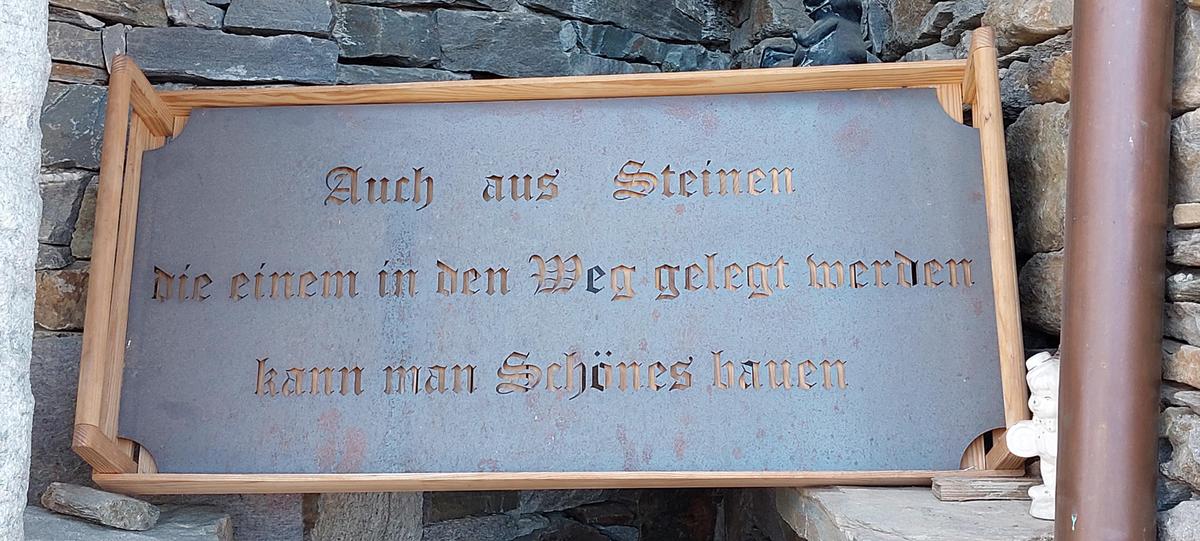 Auch aus Steinen
die einem in den Weg gelegt werden
kann man Schönes bauen